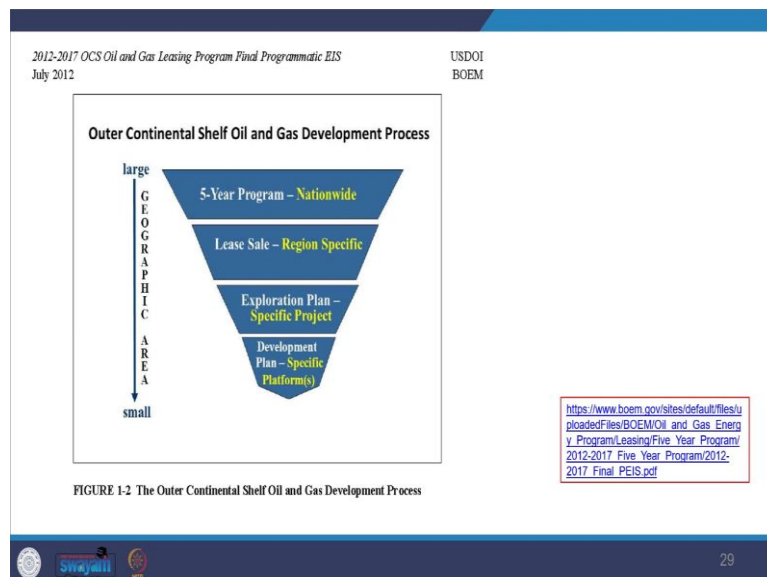 2012-2017 OCS Oil and Gas Leasing Program Final Programmatic EIS
USDOI
July 2012
BOEM
Outer Continental Shelf Oil and Gas Development Process
large
GEOGRAPHIC AREA
small
5-Year Program – Nationwide
Lease Sale – Region Specific
Exploration Plan –
Specific Project
Development
Plan – Specific
Platform(s)
https://www.boem.gov/sites/default/files/u
ploadedFiles/BOEM/Oil_and_Gas_Energ
y_Program/Leasing/Five_Year_Program/
2012-2017_Five_Year_Program/2012-
2017_Final_PEIS.pdf
FIGURE 1-2 The Outer Continental Shelf Oil and Gas Development Process
swayam
29